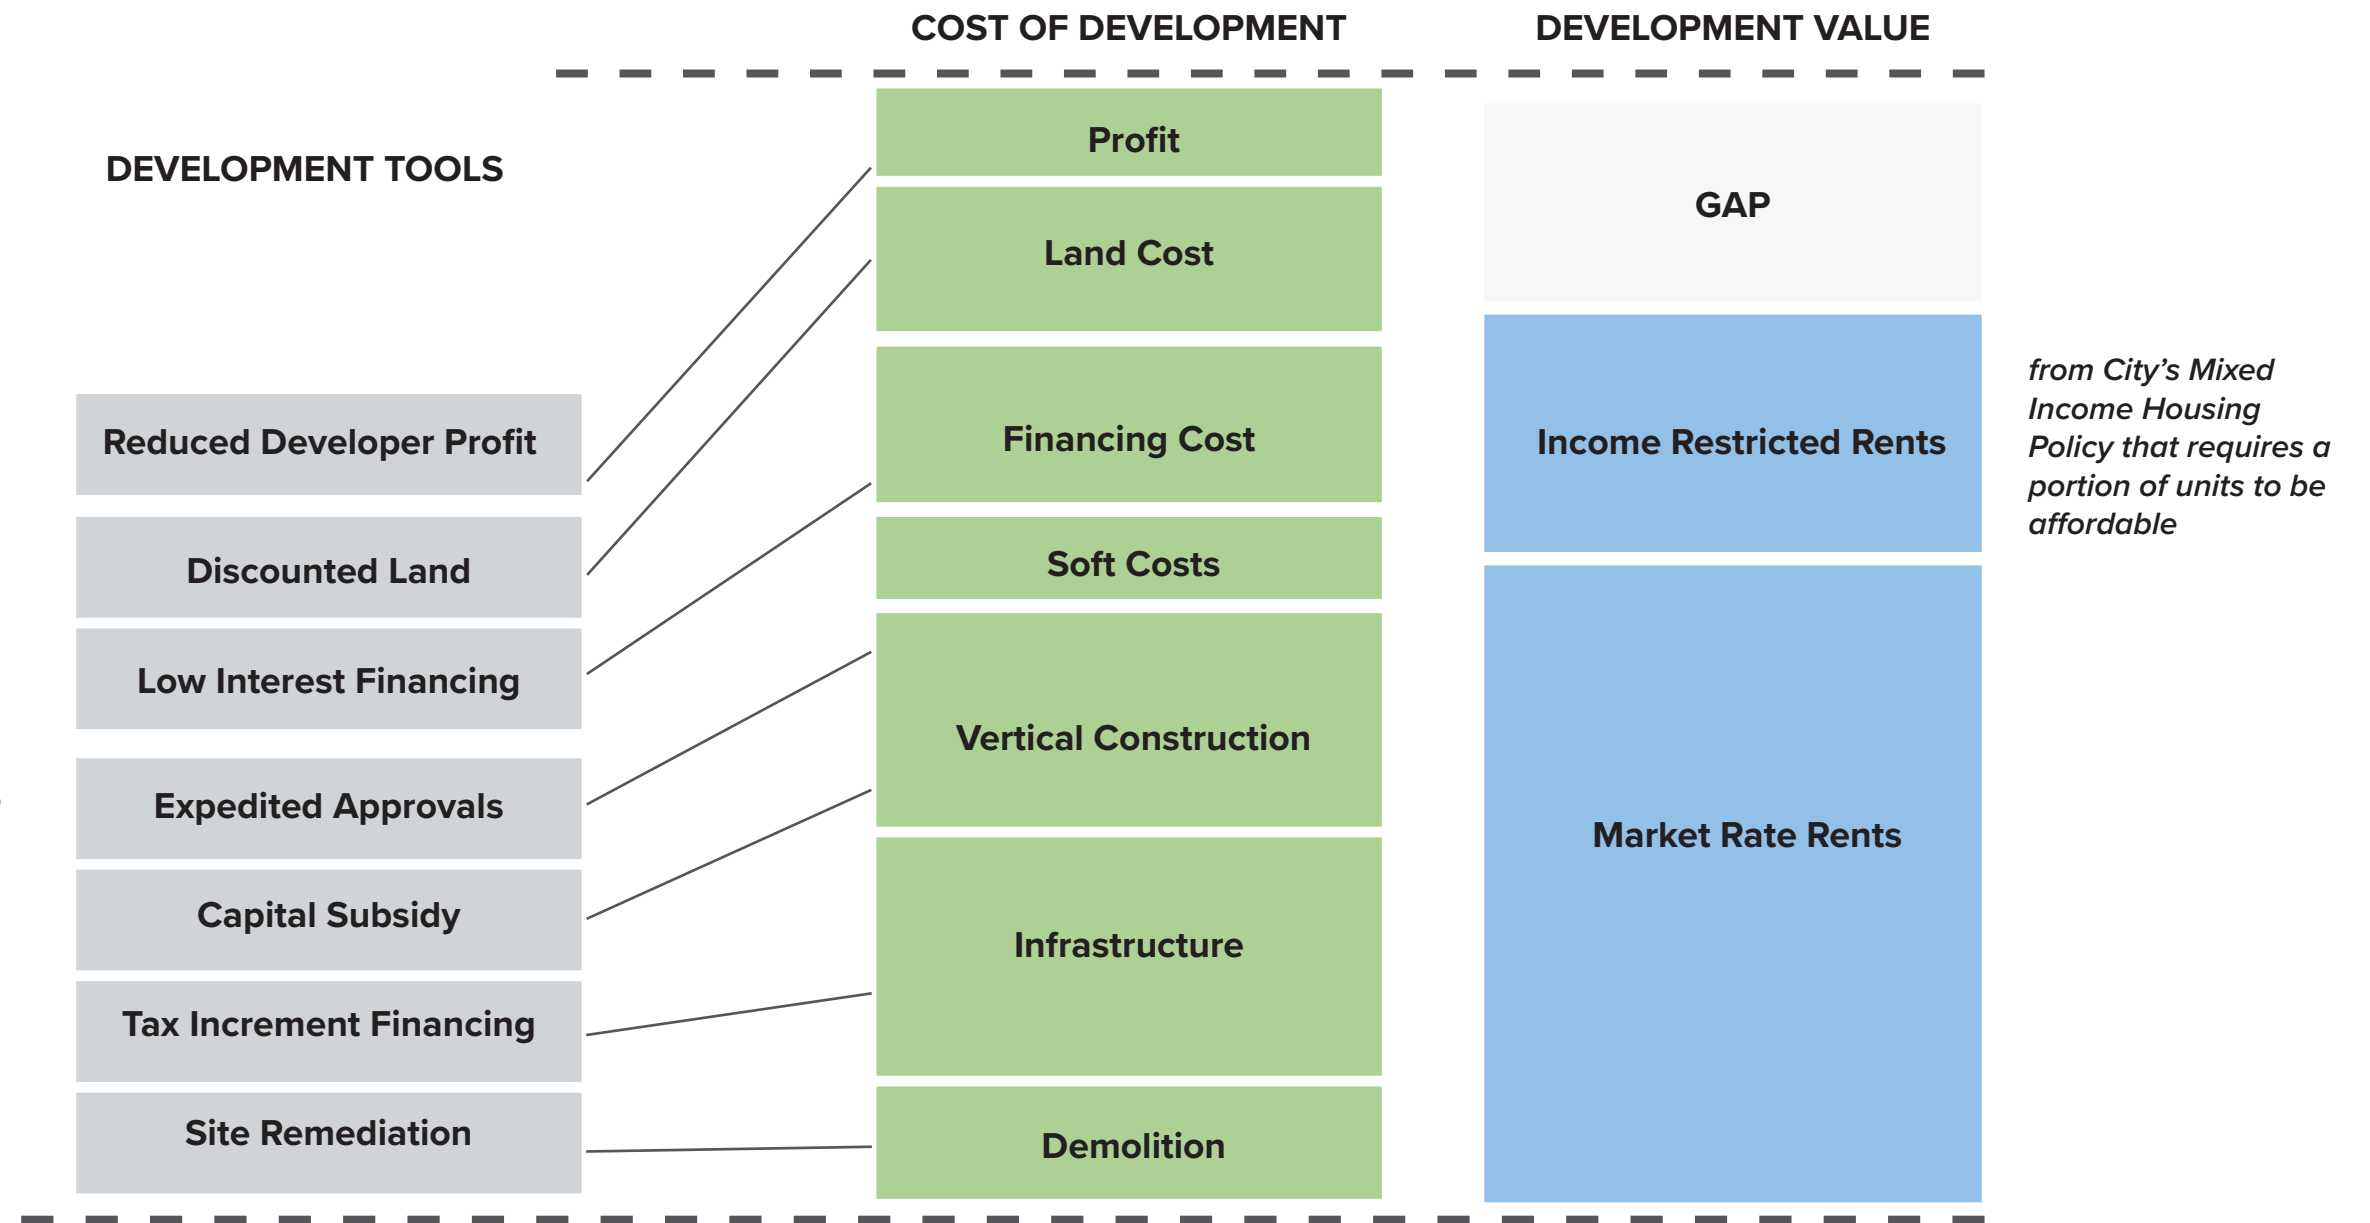 COST OF DEVELOPMENT
DEVELOPMENT VALUE
DEVELOPMENT TOOLS
Reduced Developer Profit
Discounted Land
Low Interest Financing
Expedited Approvals
Capital Subsidy
Tax Increment Financing
Site Remediation
Profit
Land Cost
Financing Cost
Soft Costs
Vertical Construction
Infrastructure
Demolition
GAP
Income Restricted Rents
Market Rate Rents
from City’s Mixed
Income Housing
Policy that requires a
portion of units to be
affordable